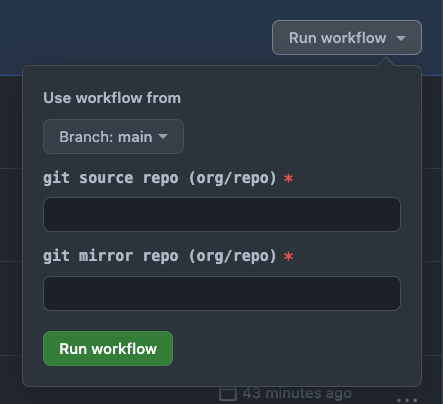 Run workflow
Use workflow from
Branch: main
git source repo (org/repo) *
git mirror repo (org/repo) *
Run workflow
43 minutes ago